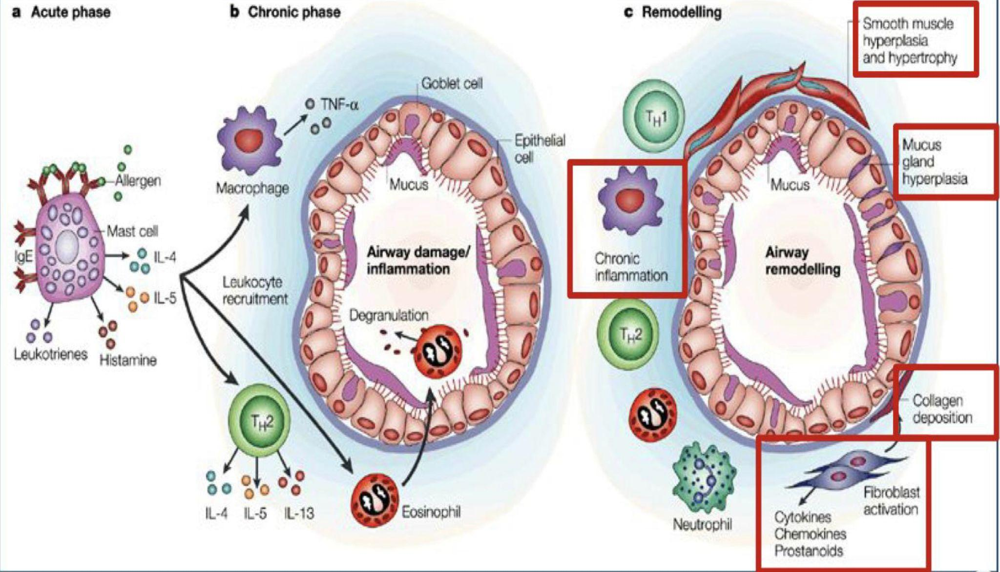 a Acute phase
Allergen
Mast cell
IgE
IL-4
IL-5
Leukotrienes
Histamine
b Chronic phase
TNF-α
Goblet cell
Epithelial
cell
Macrophage
Mucus
Airway damage/
inflammation
Leukocyte
recruitment
Degranulation
TH2
IL-4 IL-5 IL-13
Eosinophil
c Remodelling
Smooth muscle
hyperplasia
and hypertrophy
TH1
Mucus
gland
hyperplasia
Mucus
Chronic
inflammation
Airway
remodelling
TH2
Collagen
deposition
Neutrophil
Fibroblast
activation
Cytokines
Chemokines
Prostanoids